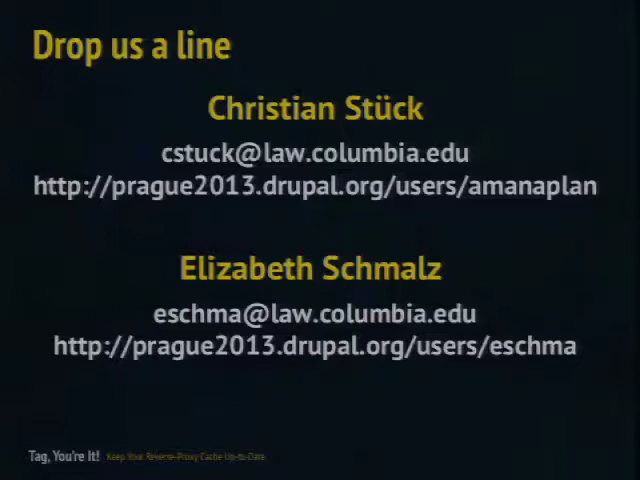 Drop us a line
Christian Stück
cstuck@law.columbia.edu
http://prague2013.drupal.org/users/amanaplan
Elizabeth Schmalz
eschma@law.columbia.edu
http://prague2013.drupal.org/users/eschma
Tag, You're It! Keep Your Reverse-Proxy Cache Up-to-Date